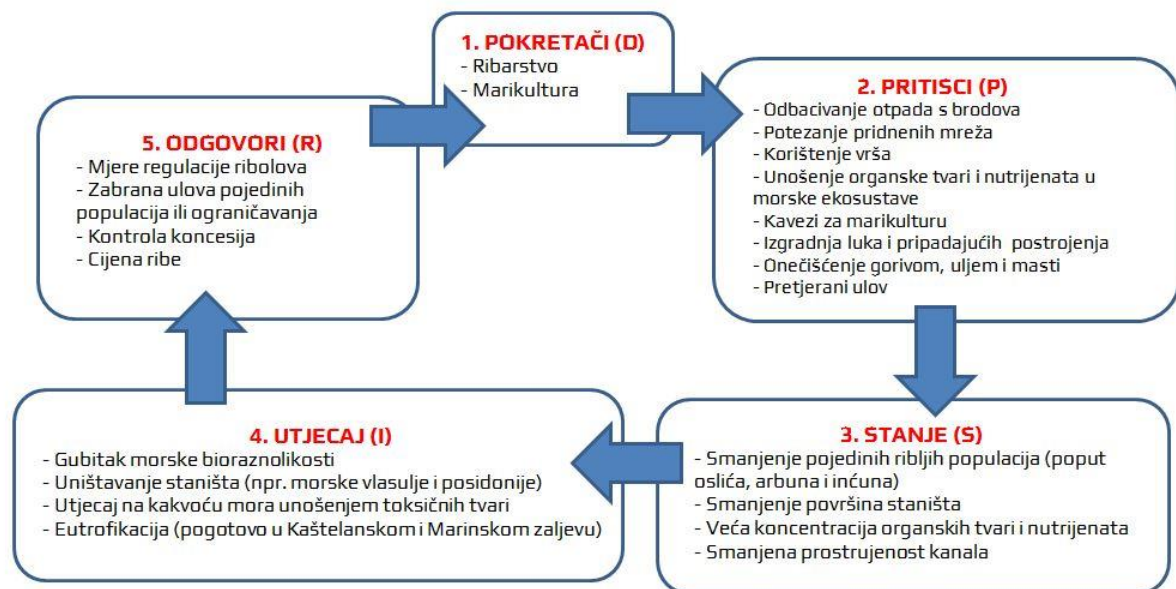 1. POKRETAČI (D)
- Ribarstvo
- Marikultura
2. PRITISCI (P)
- Odbacivanje otpada s brodova
- Potezanje pridnenih mreža
- Korištenje vrša
- Unošenje organske tvari i nutrijenata u
morske ekosustave
- Kavezi za marikulturu
- Izgradnja luka i pripadajućih postrojenja
- Onečišćenje gorivom, uljem i masti
- Pretjerani ulov
3. STANJE (S)
- Smanjenje pojedinih ribljih populacija (poput
oslića, arbuna i inćuna)
- Smanjenje površina staništa
- Veća koncentracija organskih tvari i nutrijenata
- Smanjena prostrujenost kanala
4. UTJECAJ (I)
- Gubitak morske bioraznolikosti
- Uništavanje staništa (npr. morske vlasulje i posidonije)
- Utjecaj na kakvoću mora unošenjem toksičnih tvari
- Eutrofikacija (pogotovo u Kaštelanskom i Marinskom zaljevu)
5. ODGOVORI (R)
- Mjere regulacije ribolova
- Zabrana ulova pojedinih
populacija ili ograničavanja
- Kontrola koncesija
- Cijena ribe